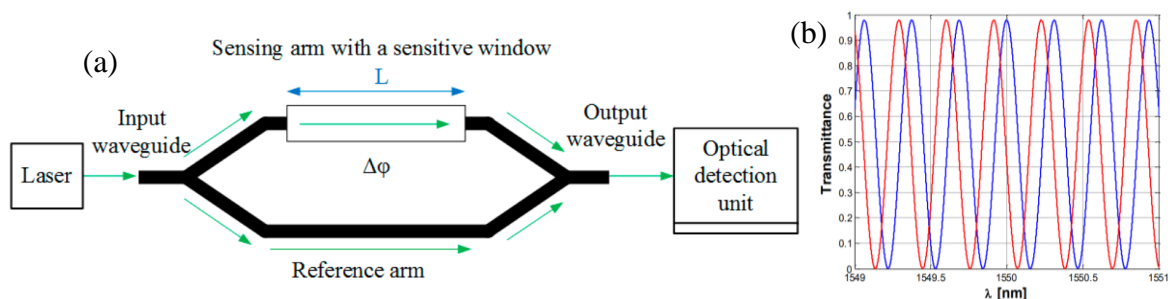 (a)
Sensing arm with a sensitive window
L
Input
waveguide
Output
waveguide
Laser
Δφ
Optical
detection
unit
Reference arm
(b)
Transmittance
1
0.9
0.8
0.7
0.6
0.5
0.4
0.3
0.2
0.1
0
1549
1549.5
1550
1550.5
1551
λ [nm]